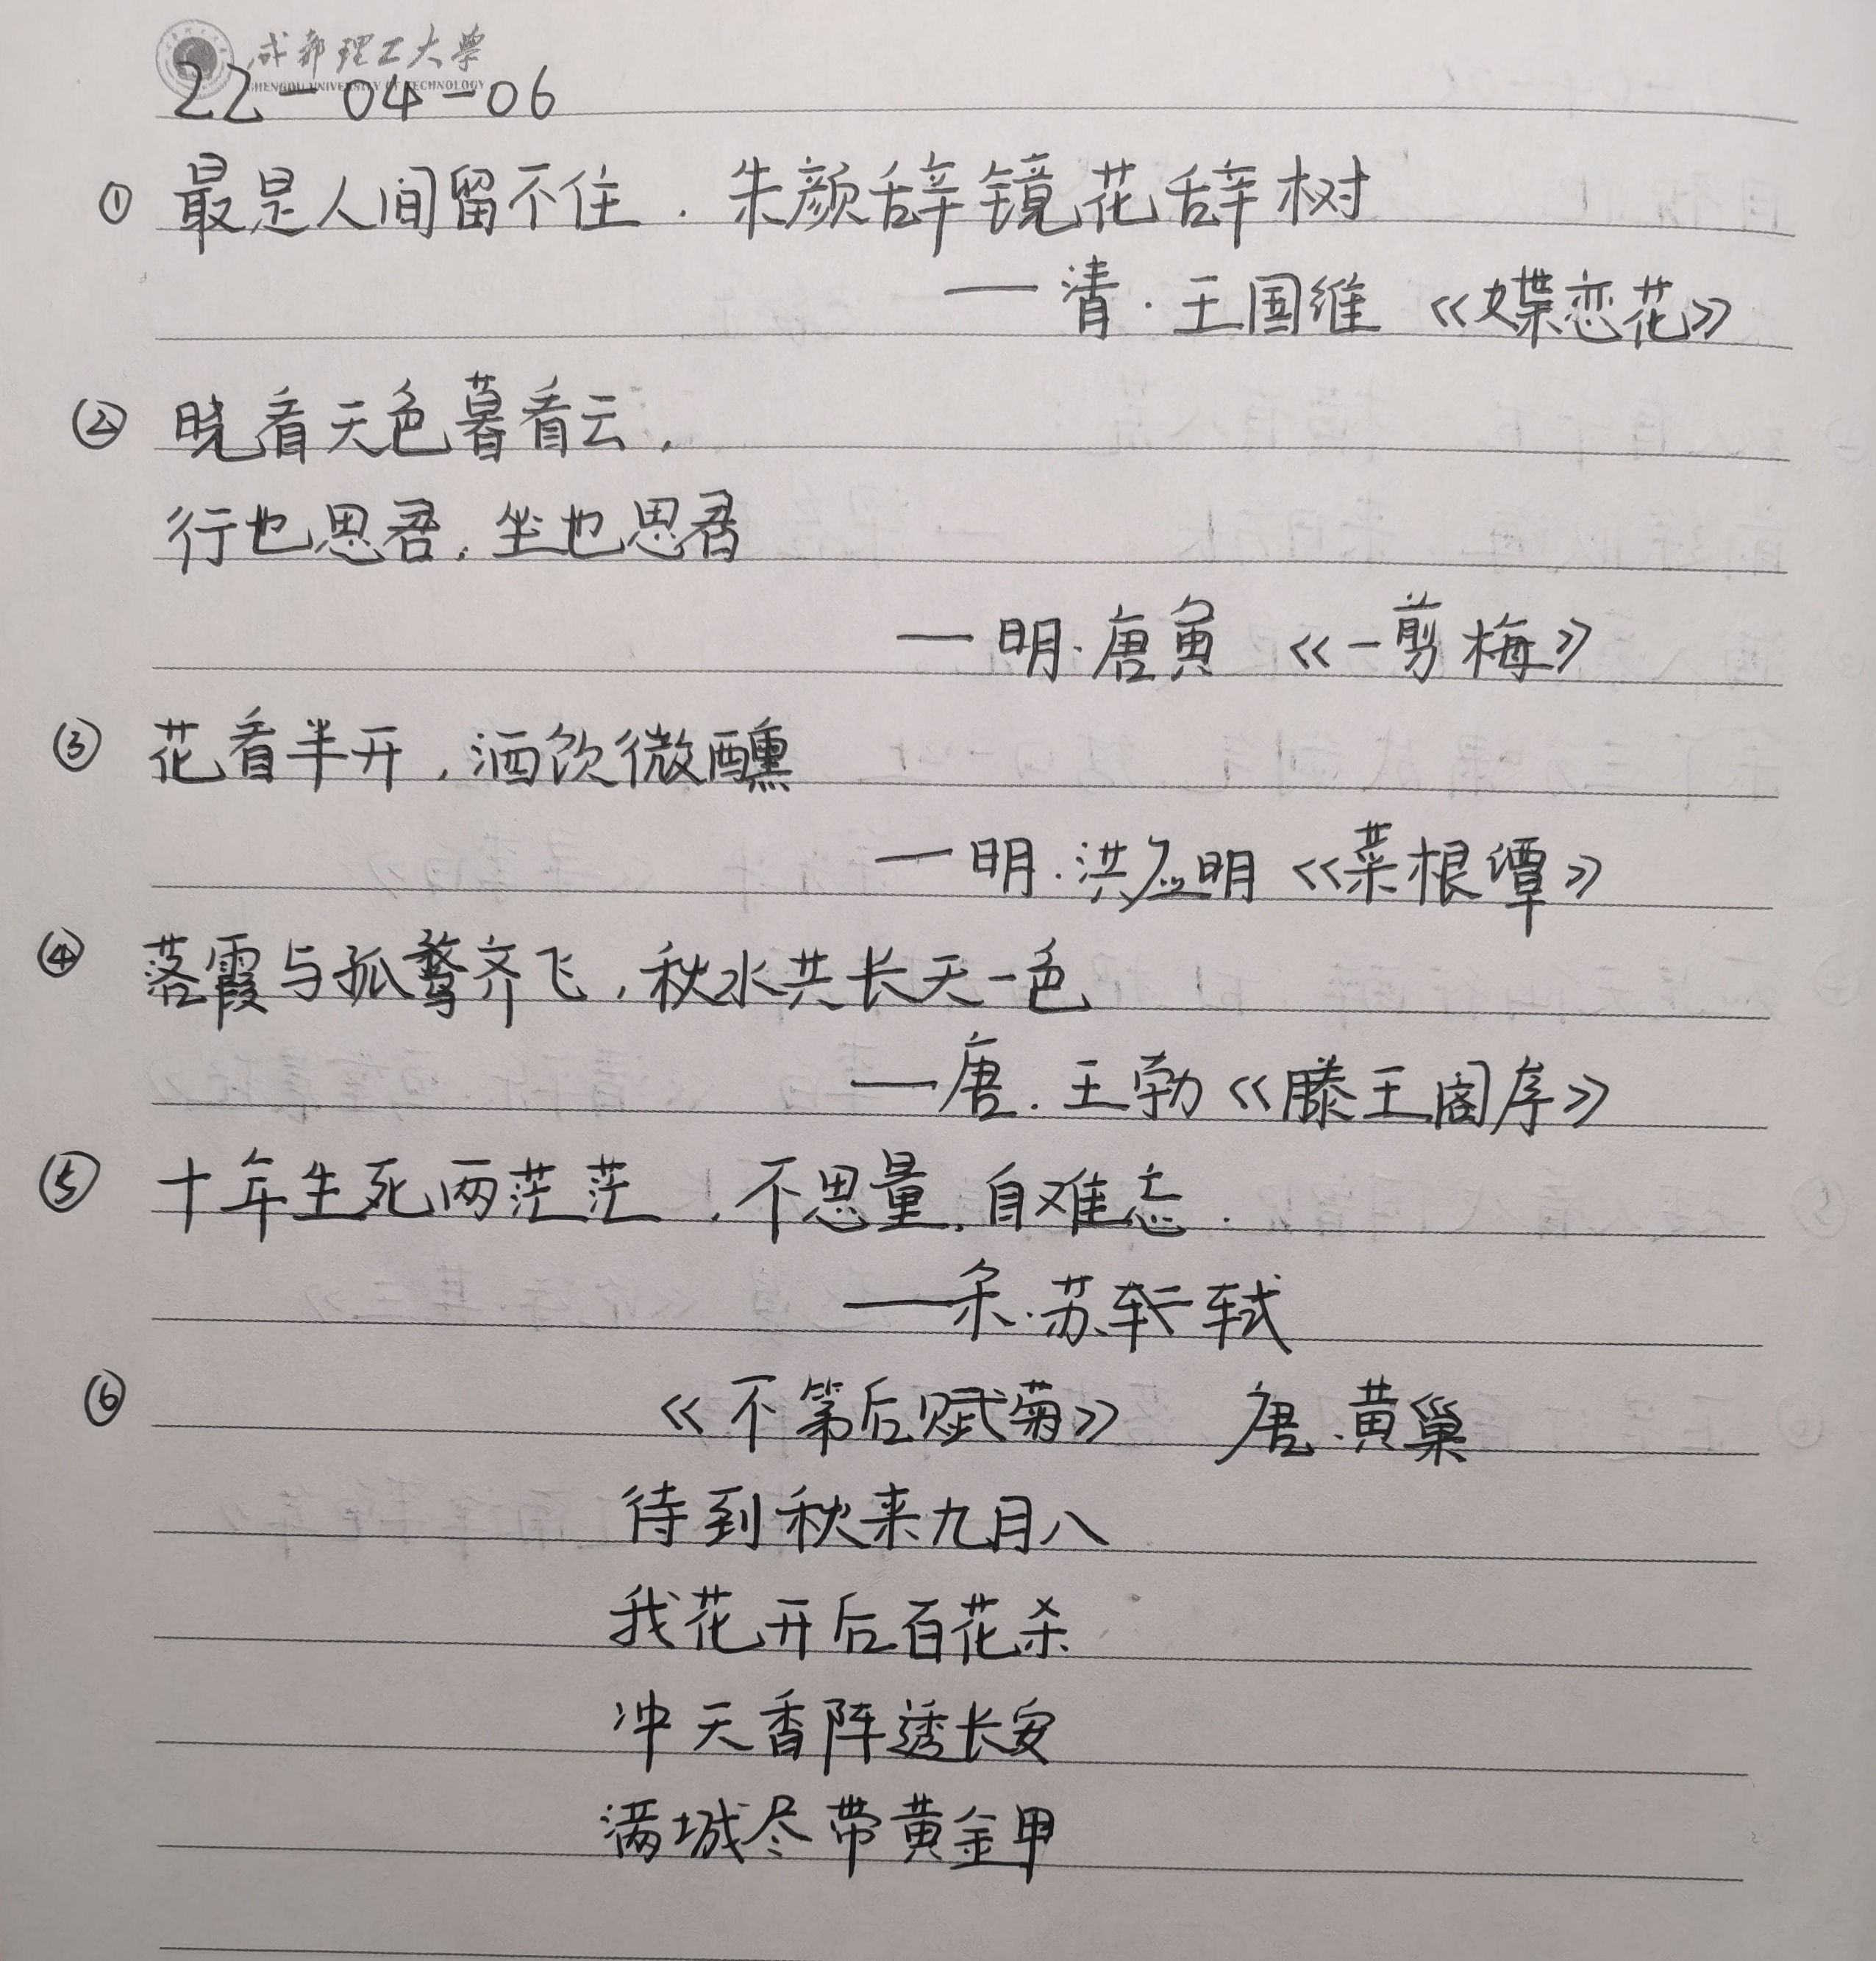 成都理工大学
CHENGDU UNIVERSITY OF TECHNOLOGY
22-04-06
① 最是人间留不住．朱颜辞镜花辞树
— 清·王国维 《蝶恋花》
② 晓看天色暮看云，
行也思君，坐也思君
— 明·唐寅 《一剪梅》
③ 花看半开，酒饮微醺
— 明·洪应明《菜根谭》
④ 落霞与孤鹜齐飞，秋水共长天一色
— 唐．王勃《滕王阁序》
⑤ 十年生死两茫茫，不思量，自难忘．
— 宋·苏轼
⑥ 《不第后赋菊》 唐·黄巢
待到秋来九月八
我花开后百花杀
冲天香阵透长安
满城尽带黄金甲